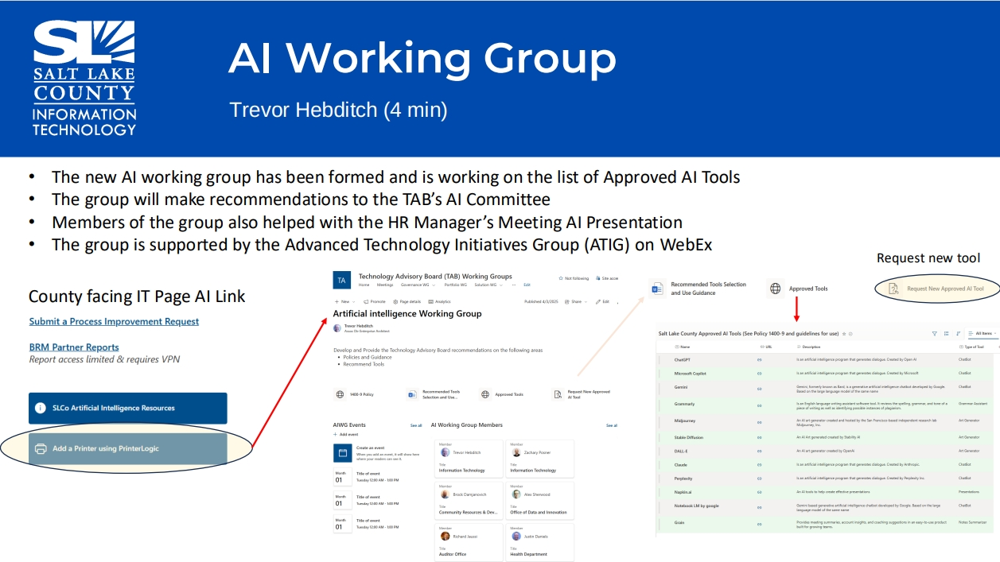 SL
SALT LAKE
COUNTY
INFORMATION
TECHNOLOGY
AI Working Group
Trevor Hebditch (4 min)
• The new AI working group has been formed and is working on the list of Approved AI Tools
• The group will make recommendations to the TAB's AI Committee
• Members of the group also helped with the HR Manager's Meeting AI Presentation
• The group is supported by the Advanced Technology Initiatives Group (ATIG) on WebEx
County facing IT Page AI Link
Submit a Process Improvement Request
BRM Partner Reports
Report access limited & requires VPN
SLCo Artificial Intelligence Resources
Add a Printer using PrinterLogic
TA
Technology Advisory Board (TAB) Working Groups
Home Meetings Governance WG Portfolio WG Solution WG ... Edit
Not following Site acce
+ New Promote Page details Analytics Published 4/3/2025 Share Edit
Artificial intelligence Working Group
Trevor Hebditch
Assoc Dir Enterprise Architect
Develop and Provide the Technology Advisory Board recommendations on the following areas
• Policies and Guidance
• Recommend Tools
1400-9 Policy
Recommended Tools
Selection and Use...
Approved Tools
Request New Approved
AI Tool
AIWG Events See all
+ Add event
Create an event
When you add an event, it will show here
where your readers can see it.
Month
01
Title of event
Tuesday 12:00 AM - 1:00 PM
Month
01
Title of event
Tuesday 12:00 AM - 1:00 PM
Month
01
Title of event
Tuesday 12:00 AM - 1:00 PM
AI Working Group Members See al
Member
Trevor Hebditch
Title
Information Technology
Member
Zachary Posner
Title
Information Technology
Member
Brock Damjanovich
Title
Community Resources & Dev...
Member
Alex Sherwood
Title
Office of Data and Innovation
Member
Richard Jaussi
Title
Auditor Office
Member
Justin Daniels
Title
Health Department
Request new tool
Recommended Tools Selection
and Use Guidance
Approved Tools
Request New Approved AI Tool
Salt Lake County Approved AI Tools (See Policy 1400-9 and guidelines for use)
All Items
Name URL Description Type of Tool
ChatGPT Is an artificial intelligence program that generates dialogue. Created by Open AI ChatBot
Microsoft Copilot Is an artificial intelligence program that generates dialogue. Created by Microsoft. ChatBot
Gemini Gemini, formerly known as Bard, is a generative artificial intelligence chatbot developed by Google. ChatBot
Based on the large language model of the same name
Grammarly Is an English language writing assistant software tool. It reviews the spelling, grammar, and tone of a Grammar Assistant
piece of writing as well as identifying possible instances of plagiarism.
Midjourney An AI art generator created and hosted by the San Francisco-based independent research lab Art Generator
Midjourney, Inc.
Stable Diffusion An AI Art generated created by Stability AI Art Generator
DALL-E An AI art generator created by OpenAI Art Generator
Claude Is an artificial intelligence program that generates dialogue. Created by Anthropic. ChatBot
Perplexity Is an artificial intelligence program that generates dialogue. Created by Perplexity Inc. ChatBot
Napkin.ai An AI tools to help create effective presentations Presentations
Notebook LM by google Gemini based generative artificial intelligence chatbot developed by Google. Based on the large ChatBot
language model of the same name
Grain Provides meeting summaries, account insights, and coaching suggestions in an easy-to-use product Notes Summarizer
built for growing teams.